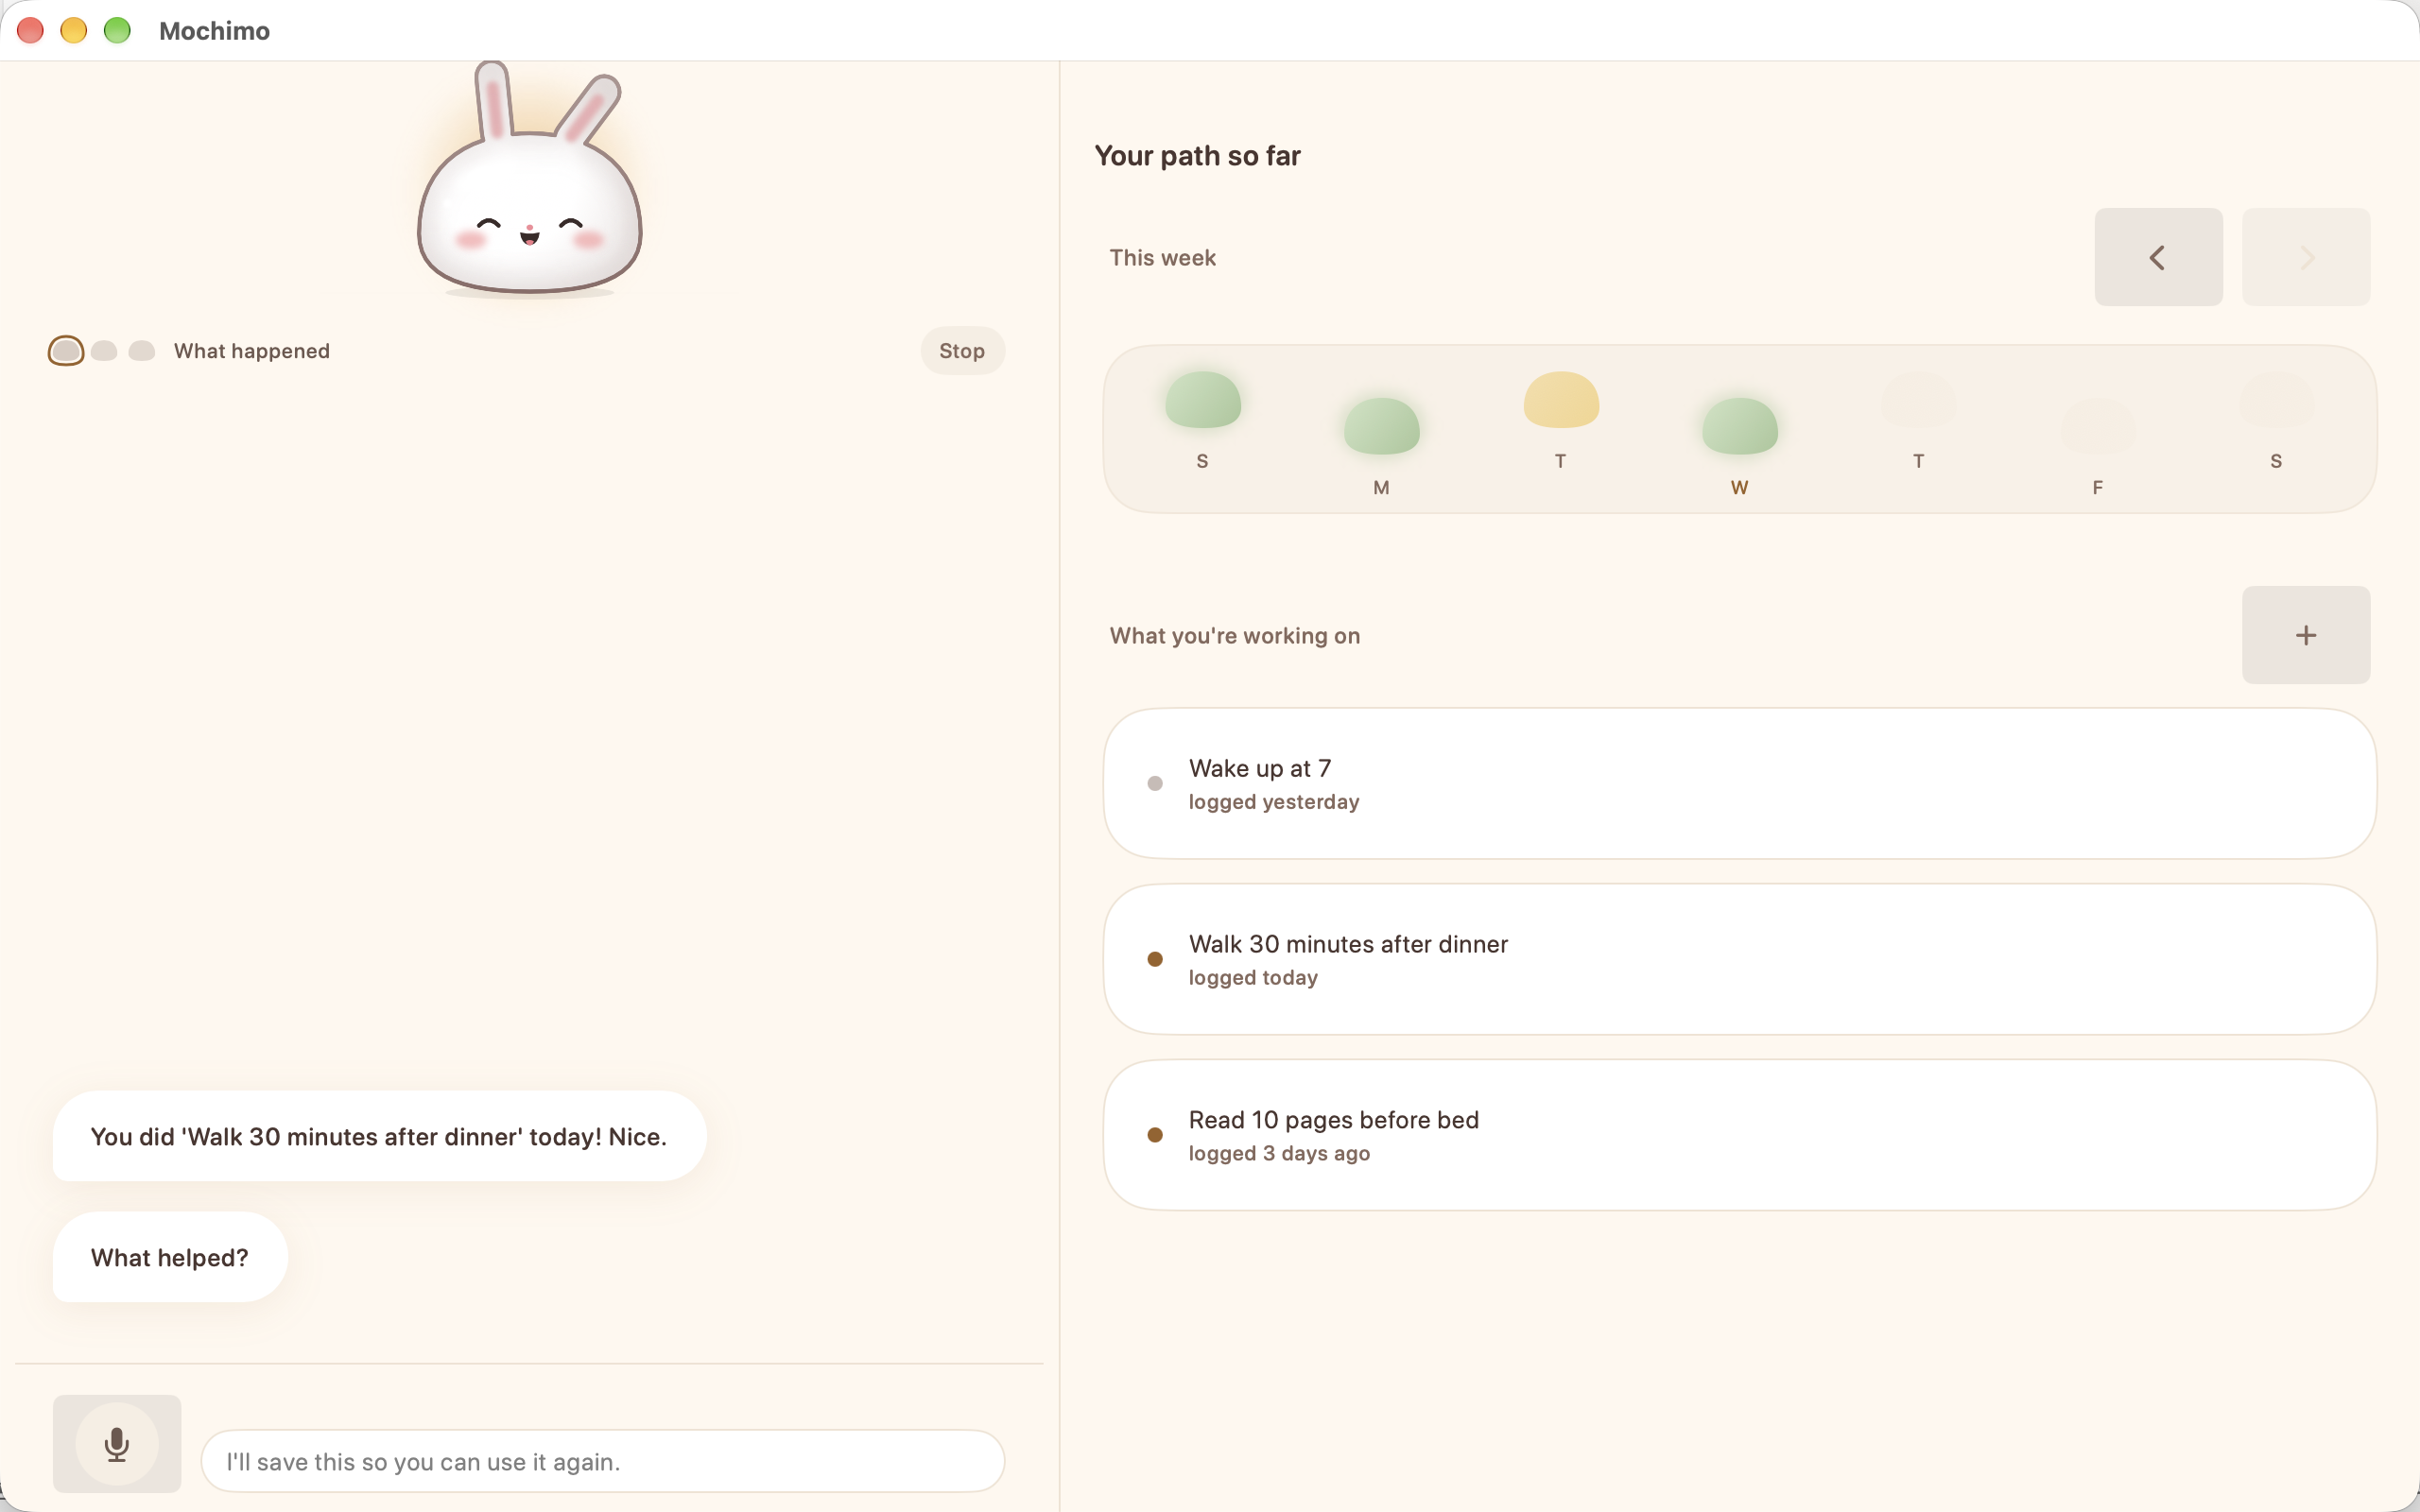 Mochimo
What happened
Stop
You did 'Walk 30 minutes after dinner' today! Nice.
What helped?
I'll save this so you can use it again.
Your path so far
This week
S
M
T
W
T
F
S
What you're working on
Wake up at 7
logged yesterday
Walk 30 minutes after dinner
logged today
Read 10 pages before bed
logged 3 days ago